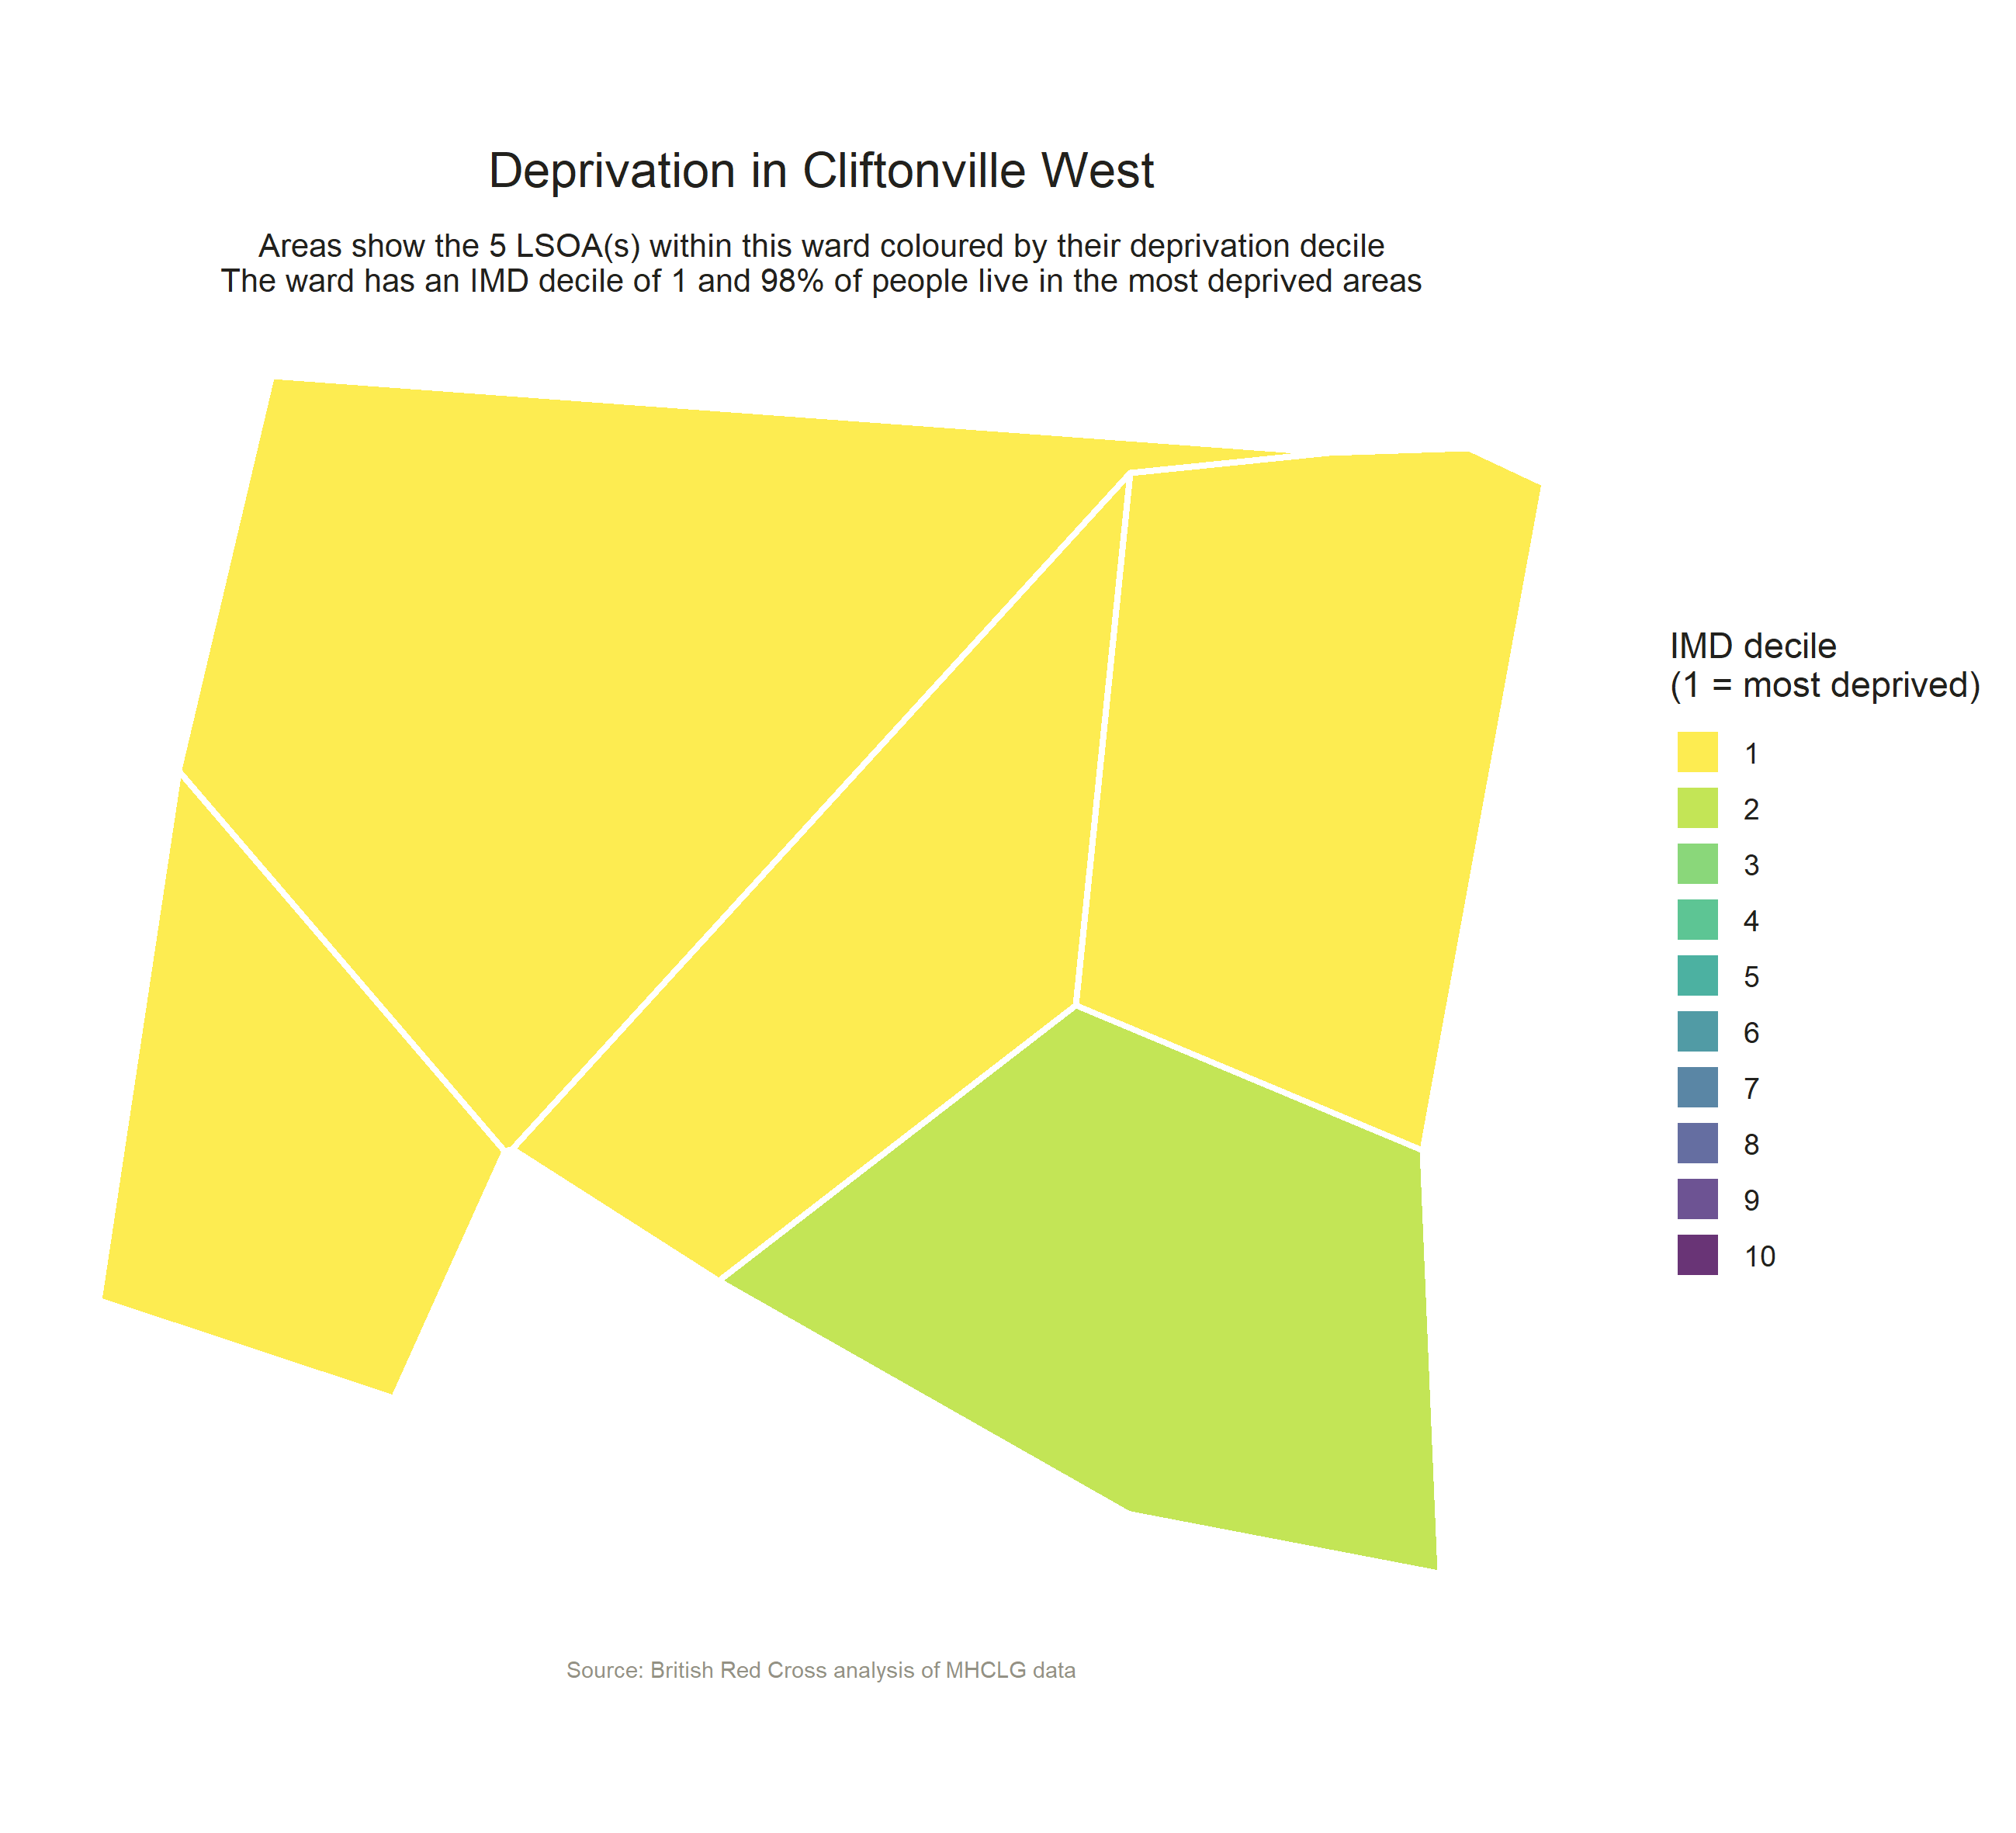 Deprivation in Cliftonville West
Areas show the 5 LSOA(s) within this ward coloured by their deprivation decile
The ward has an IMD decile of 1 and 98% of people live in the most deprived areas
IMD decile
(1 = most deprived)
1
2
3
4
5
6
7
8
9
10
Source: British Red Cross analysis of MHCLG data